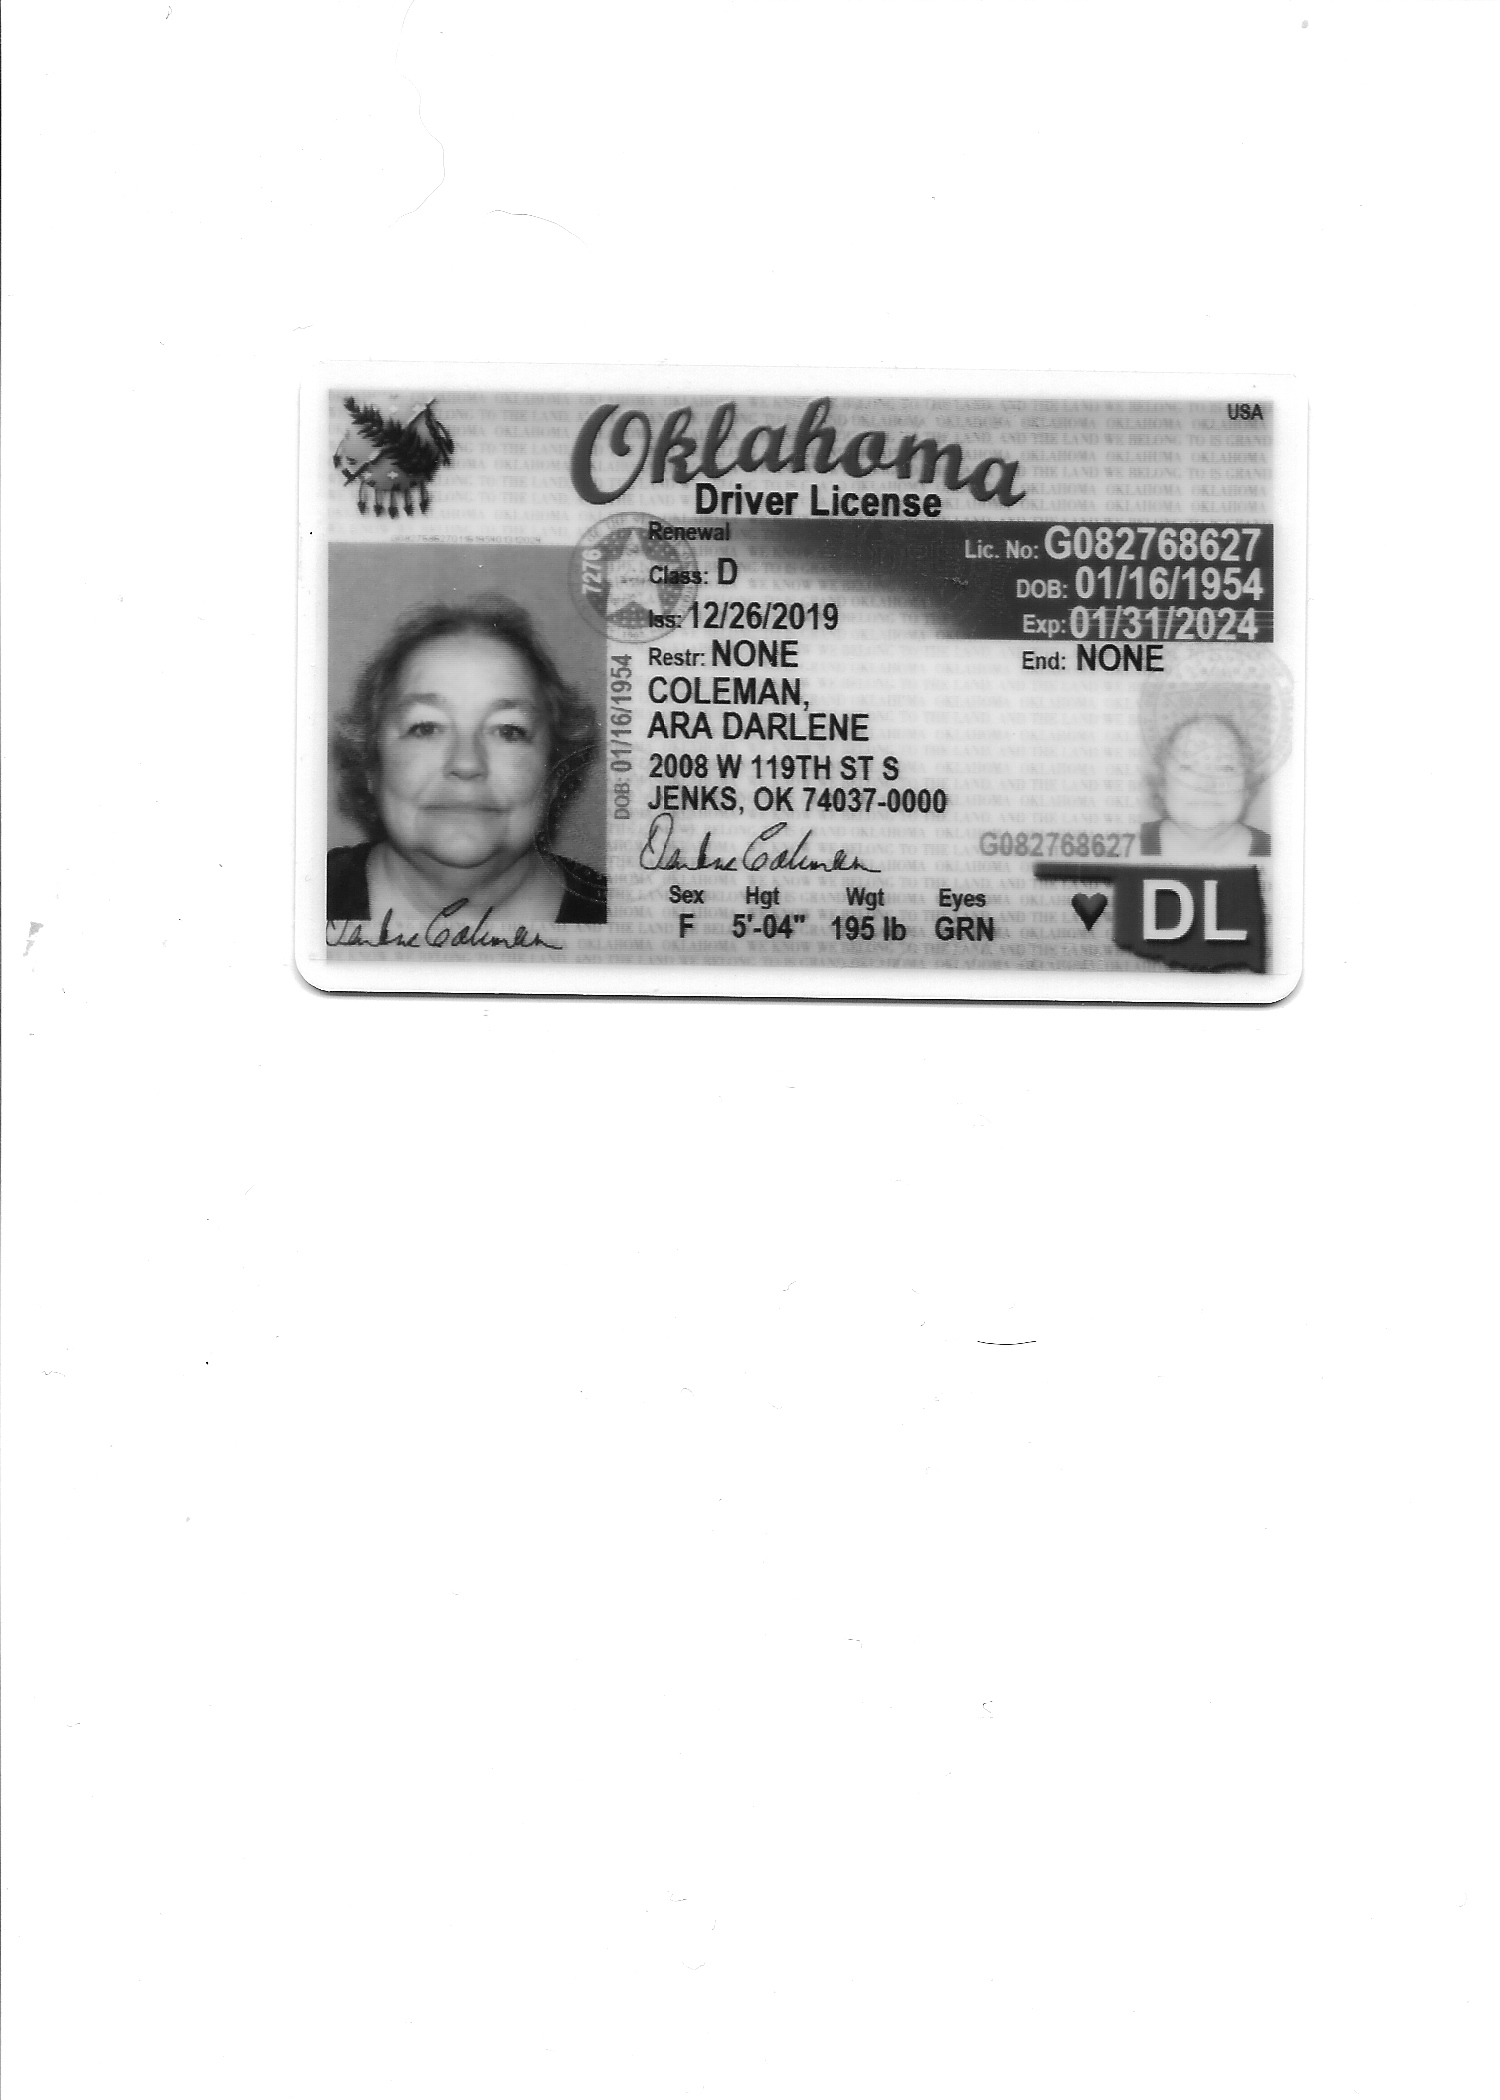 USA
Oklahoma
Driver License
Renewal
Lic. No: G082768627
7276
Class: D
DOB: 01/16/1954
Iss: 12/26/2019
Exp: 01/31/2024
Restr: NONE
End: NONE
DOB: 01/16/1954
COLEMAN,
ARA DARLENE
2008 W 119TH ST S
JENKS, OK 74037-0000
Darlene Coleman
G082768627
Sex Hgt Wgt Eyes
F 5'-04" 195 lb GRN
DL
Darlene Coleman